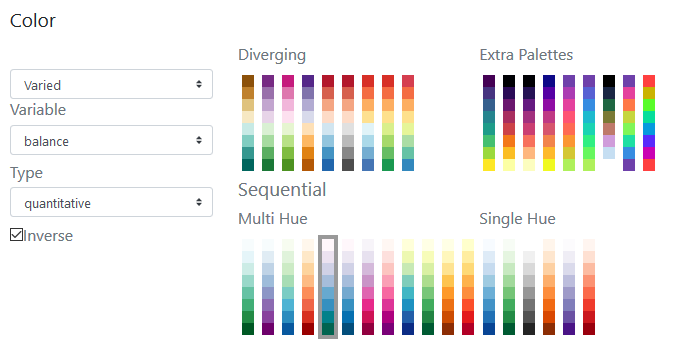 Color
Varied
Variable
balance
Type
quantitative
Inverse
Diverging
Extra Palettes
Sequential
Multi Hue
Single Hue